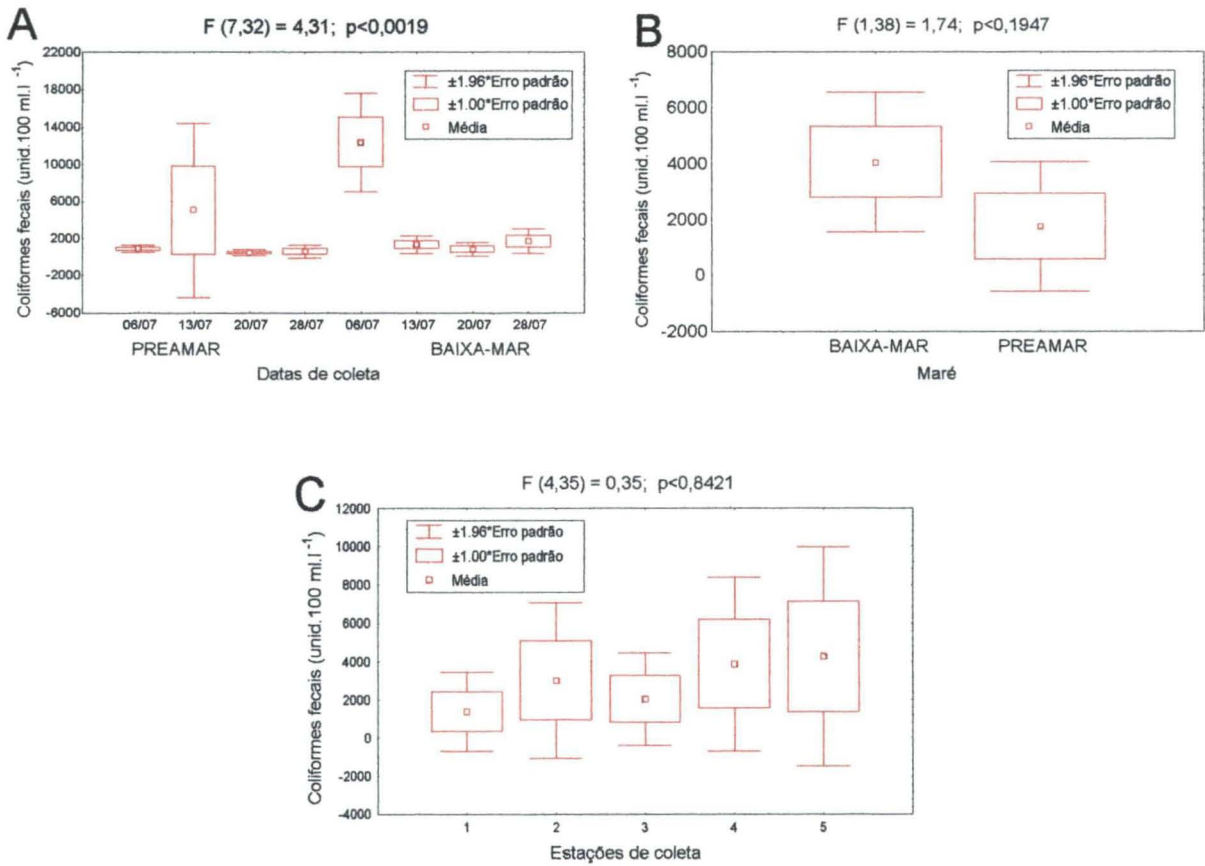 A
F (7,32) = 4,31; p<0,0019
Coliformes fecais (unid.100 ml.l⁻¹)
22000
18000
14000
10000
6000
2000
-2000
-6000
±1.96*Erro padrão
±1.00*Erro padrão
Média
06/07 13/07 20/07 28/07 06/07 13/07 20/07 28/07
PREAMAR BAIXA-MAR
Datas de coleta
B
F (1,38) = 1,74; p<0,1947
Coliformes fecais (unid.100 ml.l⁻¹)
8000
6000
4000
2000
0
-2000
±1.96*Erro padrão
±1.00*Erro padrão
Média
BAIXA-MAR PREAMAR
Maré
C
F (4,35) = 0,35; p<0,8421
Coliformes fecais (unid.100 ml.l⁻¹)
12000
10000
8000
6000
4000
2000
0
-2000
-4000
±1.96*Erro padrão
±1.00*Erro padrão
Média
1 2 3 4 5
Estações de coleta